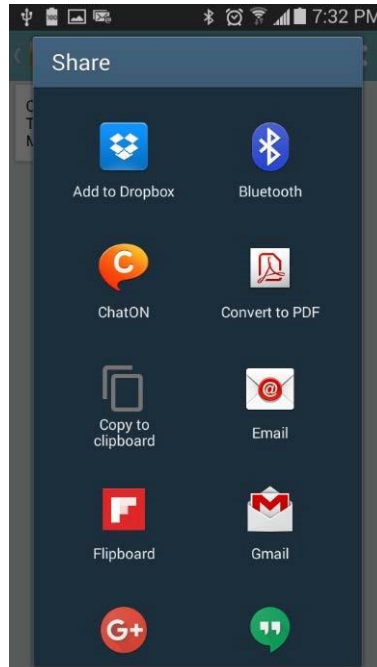 7:32 PM
Share
Add to Dropbox
Bluetooth
ChatON
Convert to PDF
Copy to
clipboard
Email
Flipboard
Gmail
G+